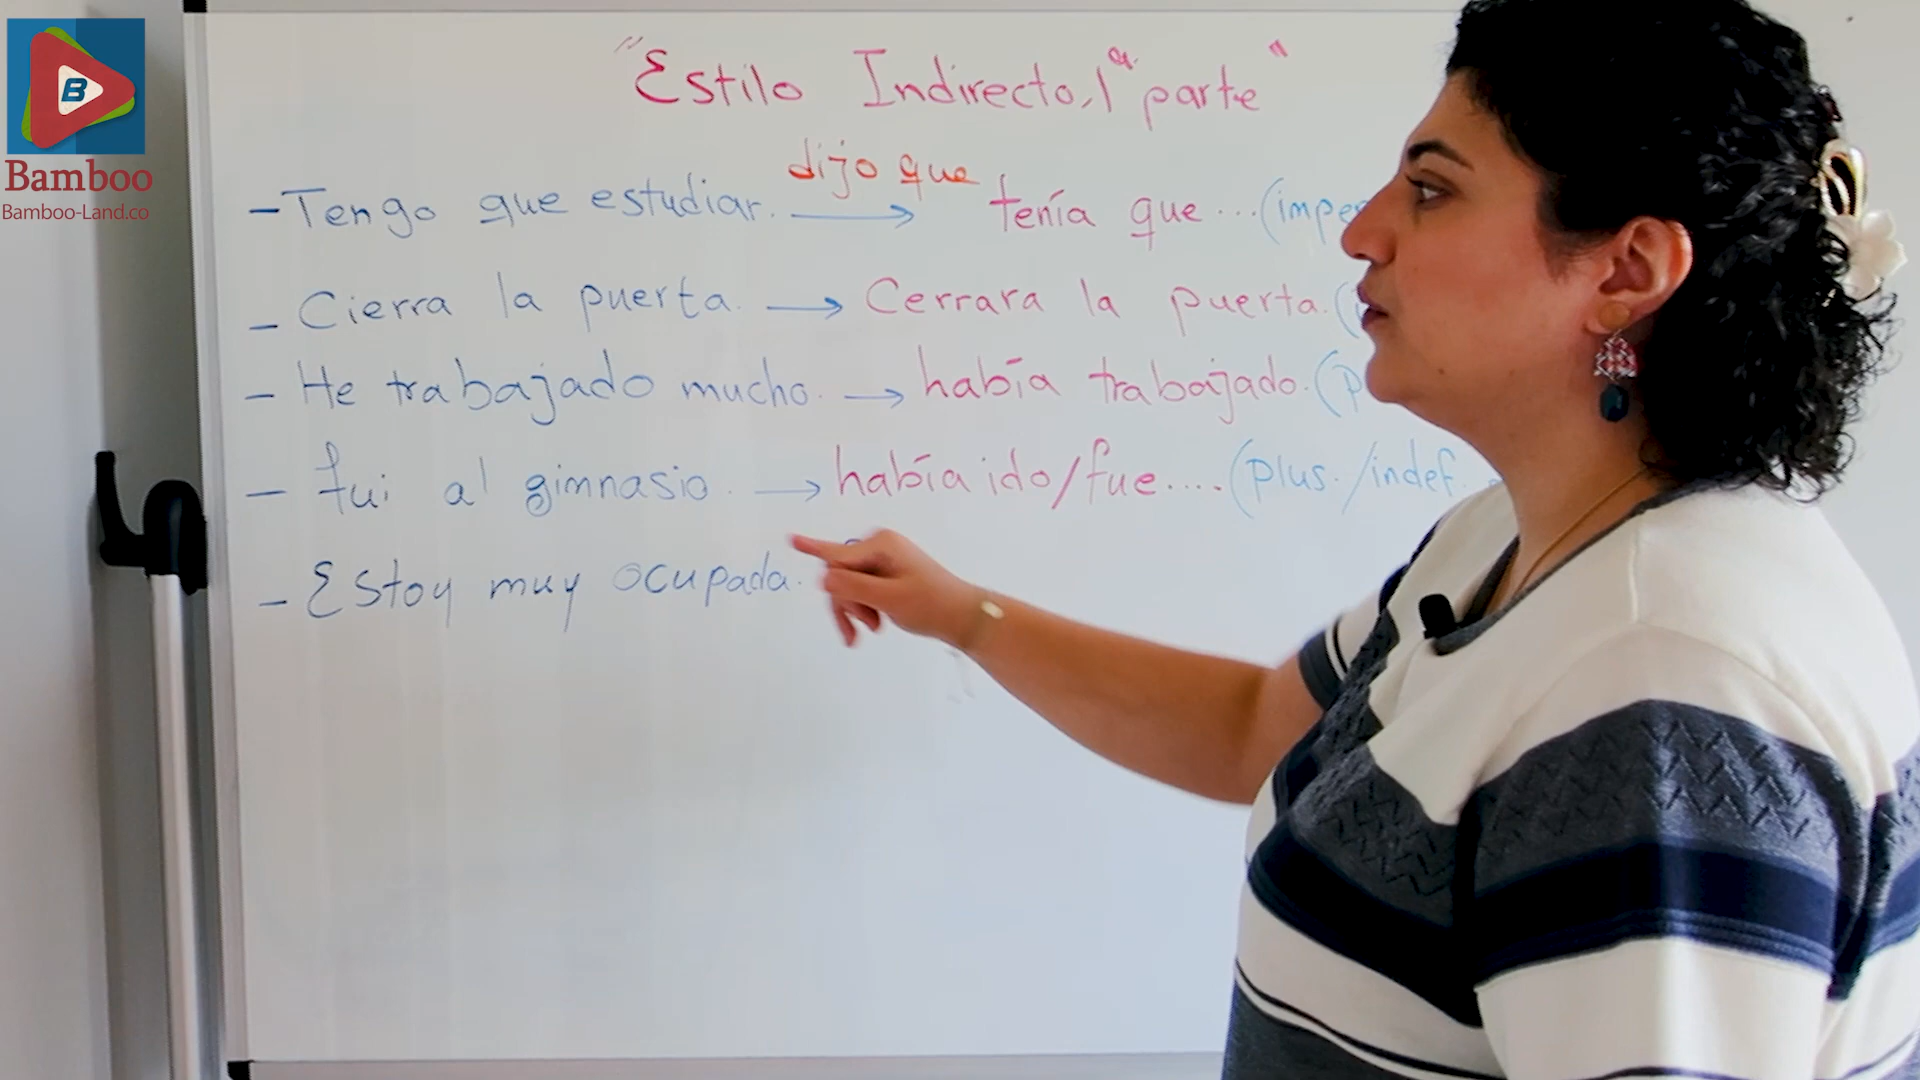 B
Bamboo
Bamboo-Land.co
"Estilo Indirecto, 1ª parte"
dijo que
- Tengo que estudiar. → tenía que ... (impe
- Cierra la puerta. → Cerrara la puerta. (
- He trabajado mucho. → había trabajado. (p
- fui al gimnasio. → había ido/fue.... (plus./indef.
- Estoy muy ocupada.